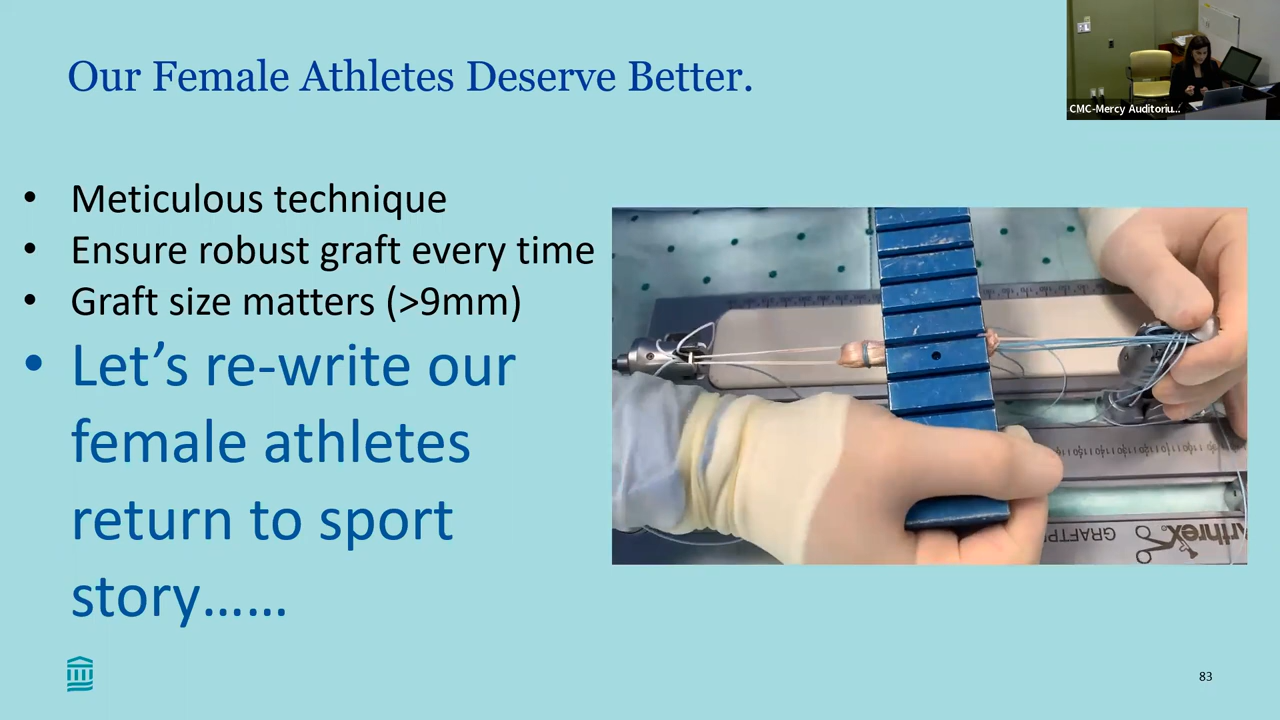 Our Female Athletes Deserve Better.
CMC-Mercy Auditoriu...
• Meticulous technique
• Ensure robust graft every time
• Graft size matters (>9mm)
• Let’s re-write our
female athletes
return to sport
story……
Arthrex
83